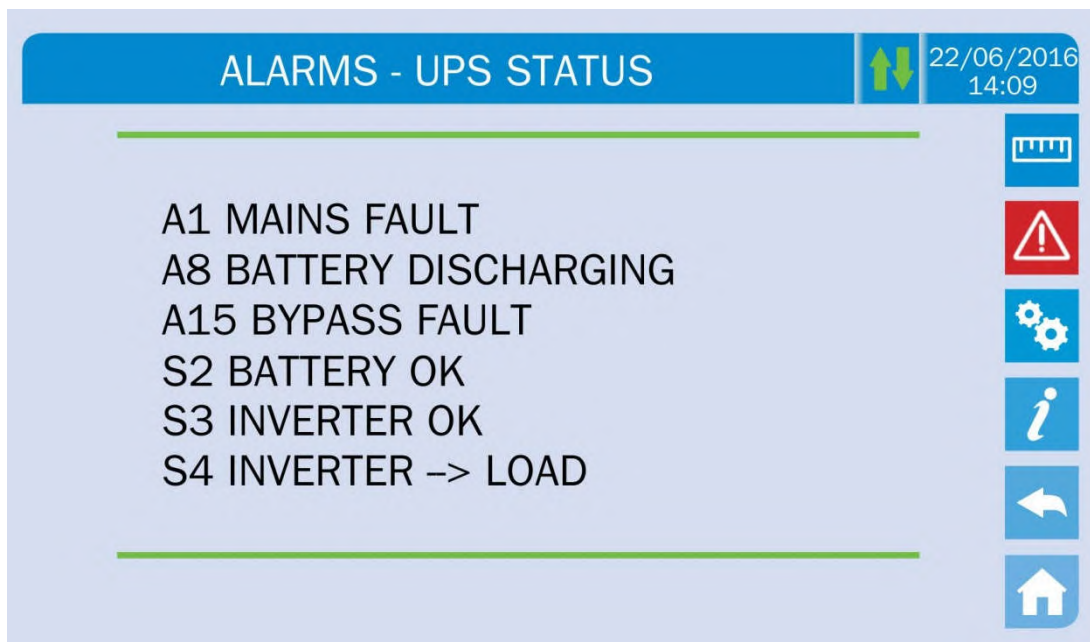 ALARMS - UPS STATUS
22/06/2016
14:09
A1 MAINS FAULT
A8 BATTERY DISCHARGING
A15 BYPASS FAULT
S2 BATTERY OK
S3 INVERTER OK
S4 INVERTER --> LOAD